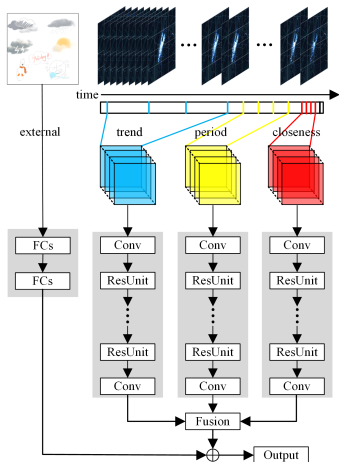 time
external
trend
period
closeness
FCs
FCs
Conv
Conv
Conv
ResUnit
ResUnit
ResUnit
ResUnit
ResUnit
ResUnit
Conv
Conv
Conv
Fusion
Output